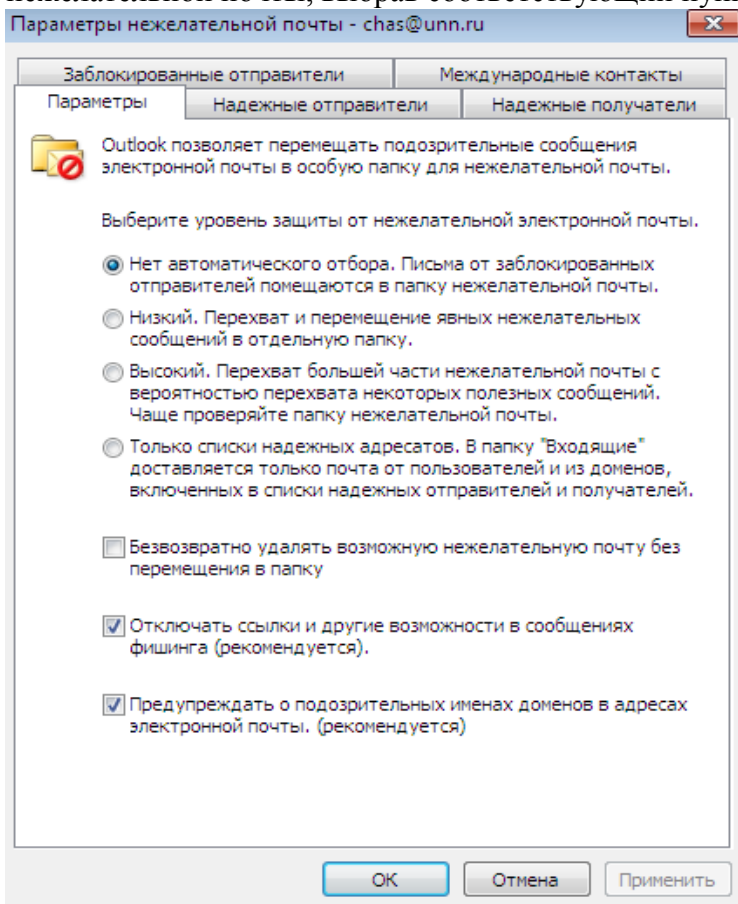 Параметры нежелательной почты - chas@unn.ru
Заблокированные отправители Международные контакты
Параметры Надежные отправители Надежные получатели
Outlook позволяет перемещать подозрительные сообщения
электронной почты в особую папку для нежелательной почты.
Выберите уровень защиты от нежелательной электронной почты.
Нет автоматического отбора. Письма от заблокированных
отправителей помещаются в папку нежелательной почты.
Низкий. Перехват и перемещение явных нежелательных
сообщений в отдельную папку.
Высокий. Перехват большей части нежелательной почты с
вероятностью перехвата некоторых полезных сообщений.
Чаще проверяйте папку нежелательной почты.
Только списки надежных адресатов. В папку "Входящие"
доставляется только почта от пользователей и из доменов,
включенных в списки надежных отправителей и получателей.
Безвозвратно удалять возможную нежелательную почту без
перемещения в папку
Отключать ссылки и другие возможности в сообщениях
фишинга (рекомендуется).
Предупреждать о подозрительных именах доменов в адресах
электронной почты. (рекомендуется)
ОК Отмена Применить